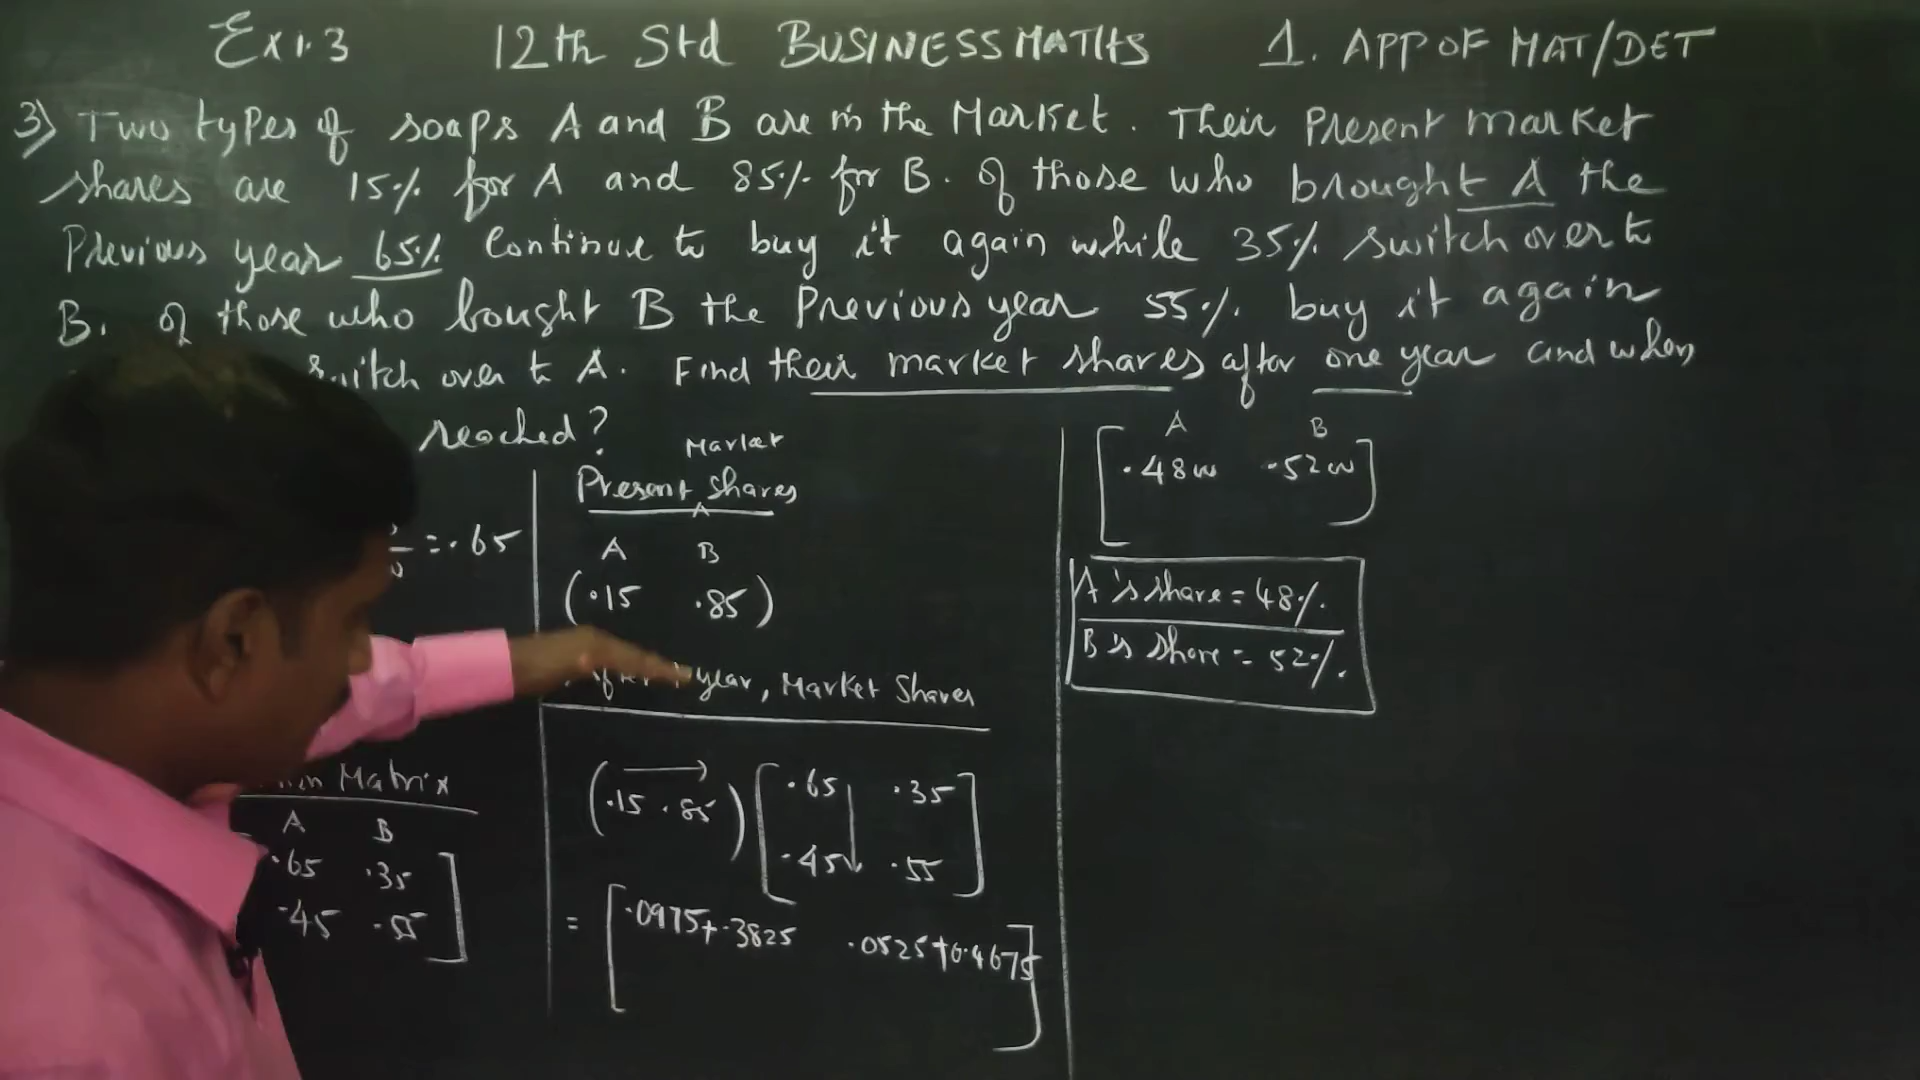 Ex 1.3 12th Std BUSINESS MATHS 1. APP OF MAT/DET
3) Two types of soaps A and B are in the Market. Their Present market
shares are 15% for A and 85% for B. Of those who brought A the
Previous year 65% Continue to buy it again while 35% switch over to
B. Of those who bought B the Previous year 55% buy it again
switch over to A. Find their market shares after one year and when
reached?
= .65
Matrix
A B
.65 .35
.45 .55
Market
Present Shares
A B
(.15 .85)
year, Market Shares
(.15 .85) [.65 .35
.45 .55]
= [.0975+.3825 .0525+0.4675]
A B
[.4800 .5200]
A's share = 48%.
B's share = 52%.